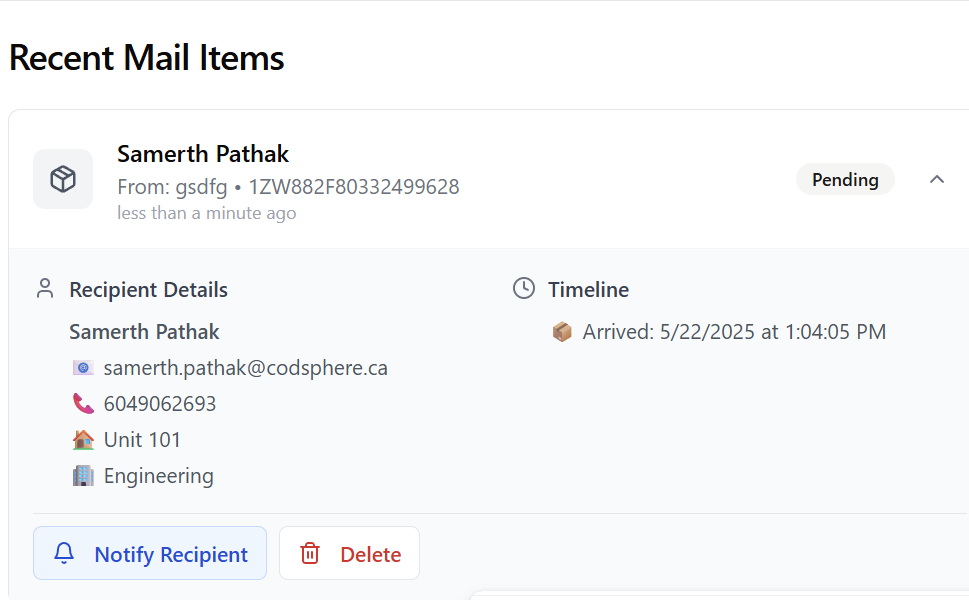 Recent Mail Items
Samerth Pathak
From: gsdfg • 1ZW882F80332499628
less than a minute ago
Pending
Recipient Details
Samerth Pathak
samerth.pathak@codsphere.ca
6049062693
Unit 101
Engineering
Timeline
Arrived: 5/22/2025 at 1:04:05 PM
Notify Recipient
Delete